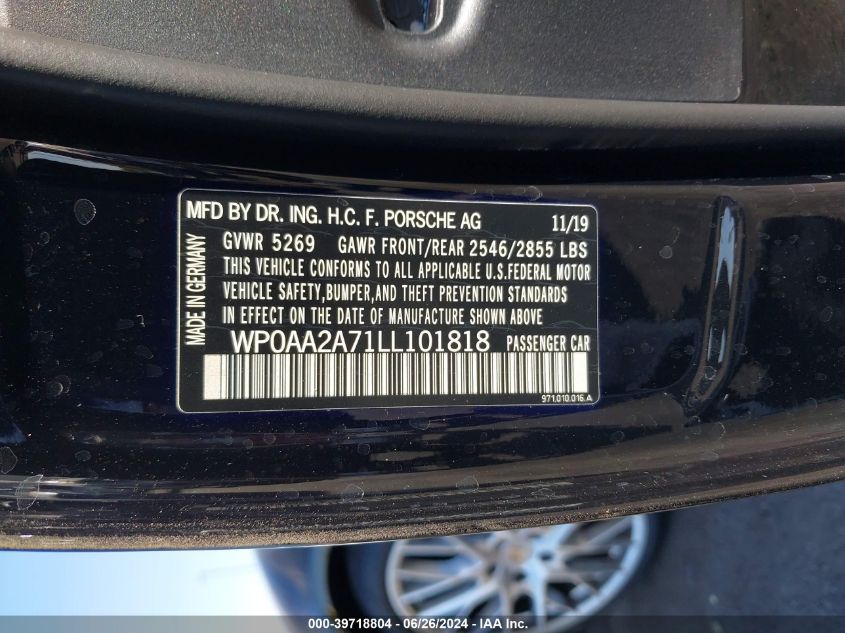 MFD BY DR. ING. H.C. F. PORSCHE AG 11/19
GVWR 5269 GAWR FRONT/REAR 2546/2855 LBS
THIS VEHICLE CONFORMS TO ALL APPLICABLE U.S.FEDERAL MOTOR
VEHICLE SAFETY,BUMPER,AND THEFT PREVENTION STANDARDS
IN EFFECT ON THE DATE OF MANUFACTURE SHOWN ABOVE
MADE IN GERMANY
WP0AA2A71LL101818 PASSENGER CAR
971.010.016.A
000-39718804 - 06/26/2024 - IAA Inc.